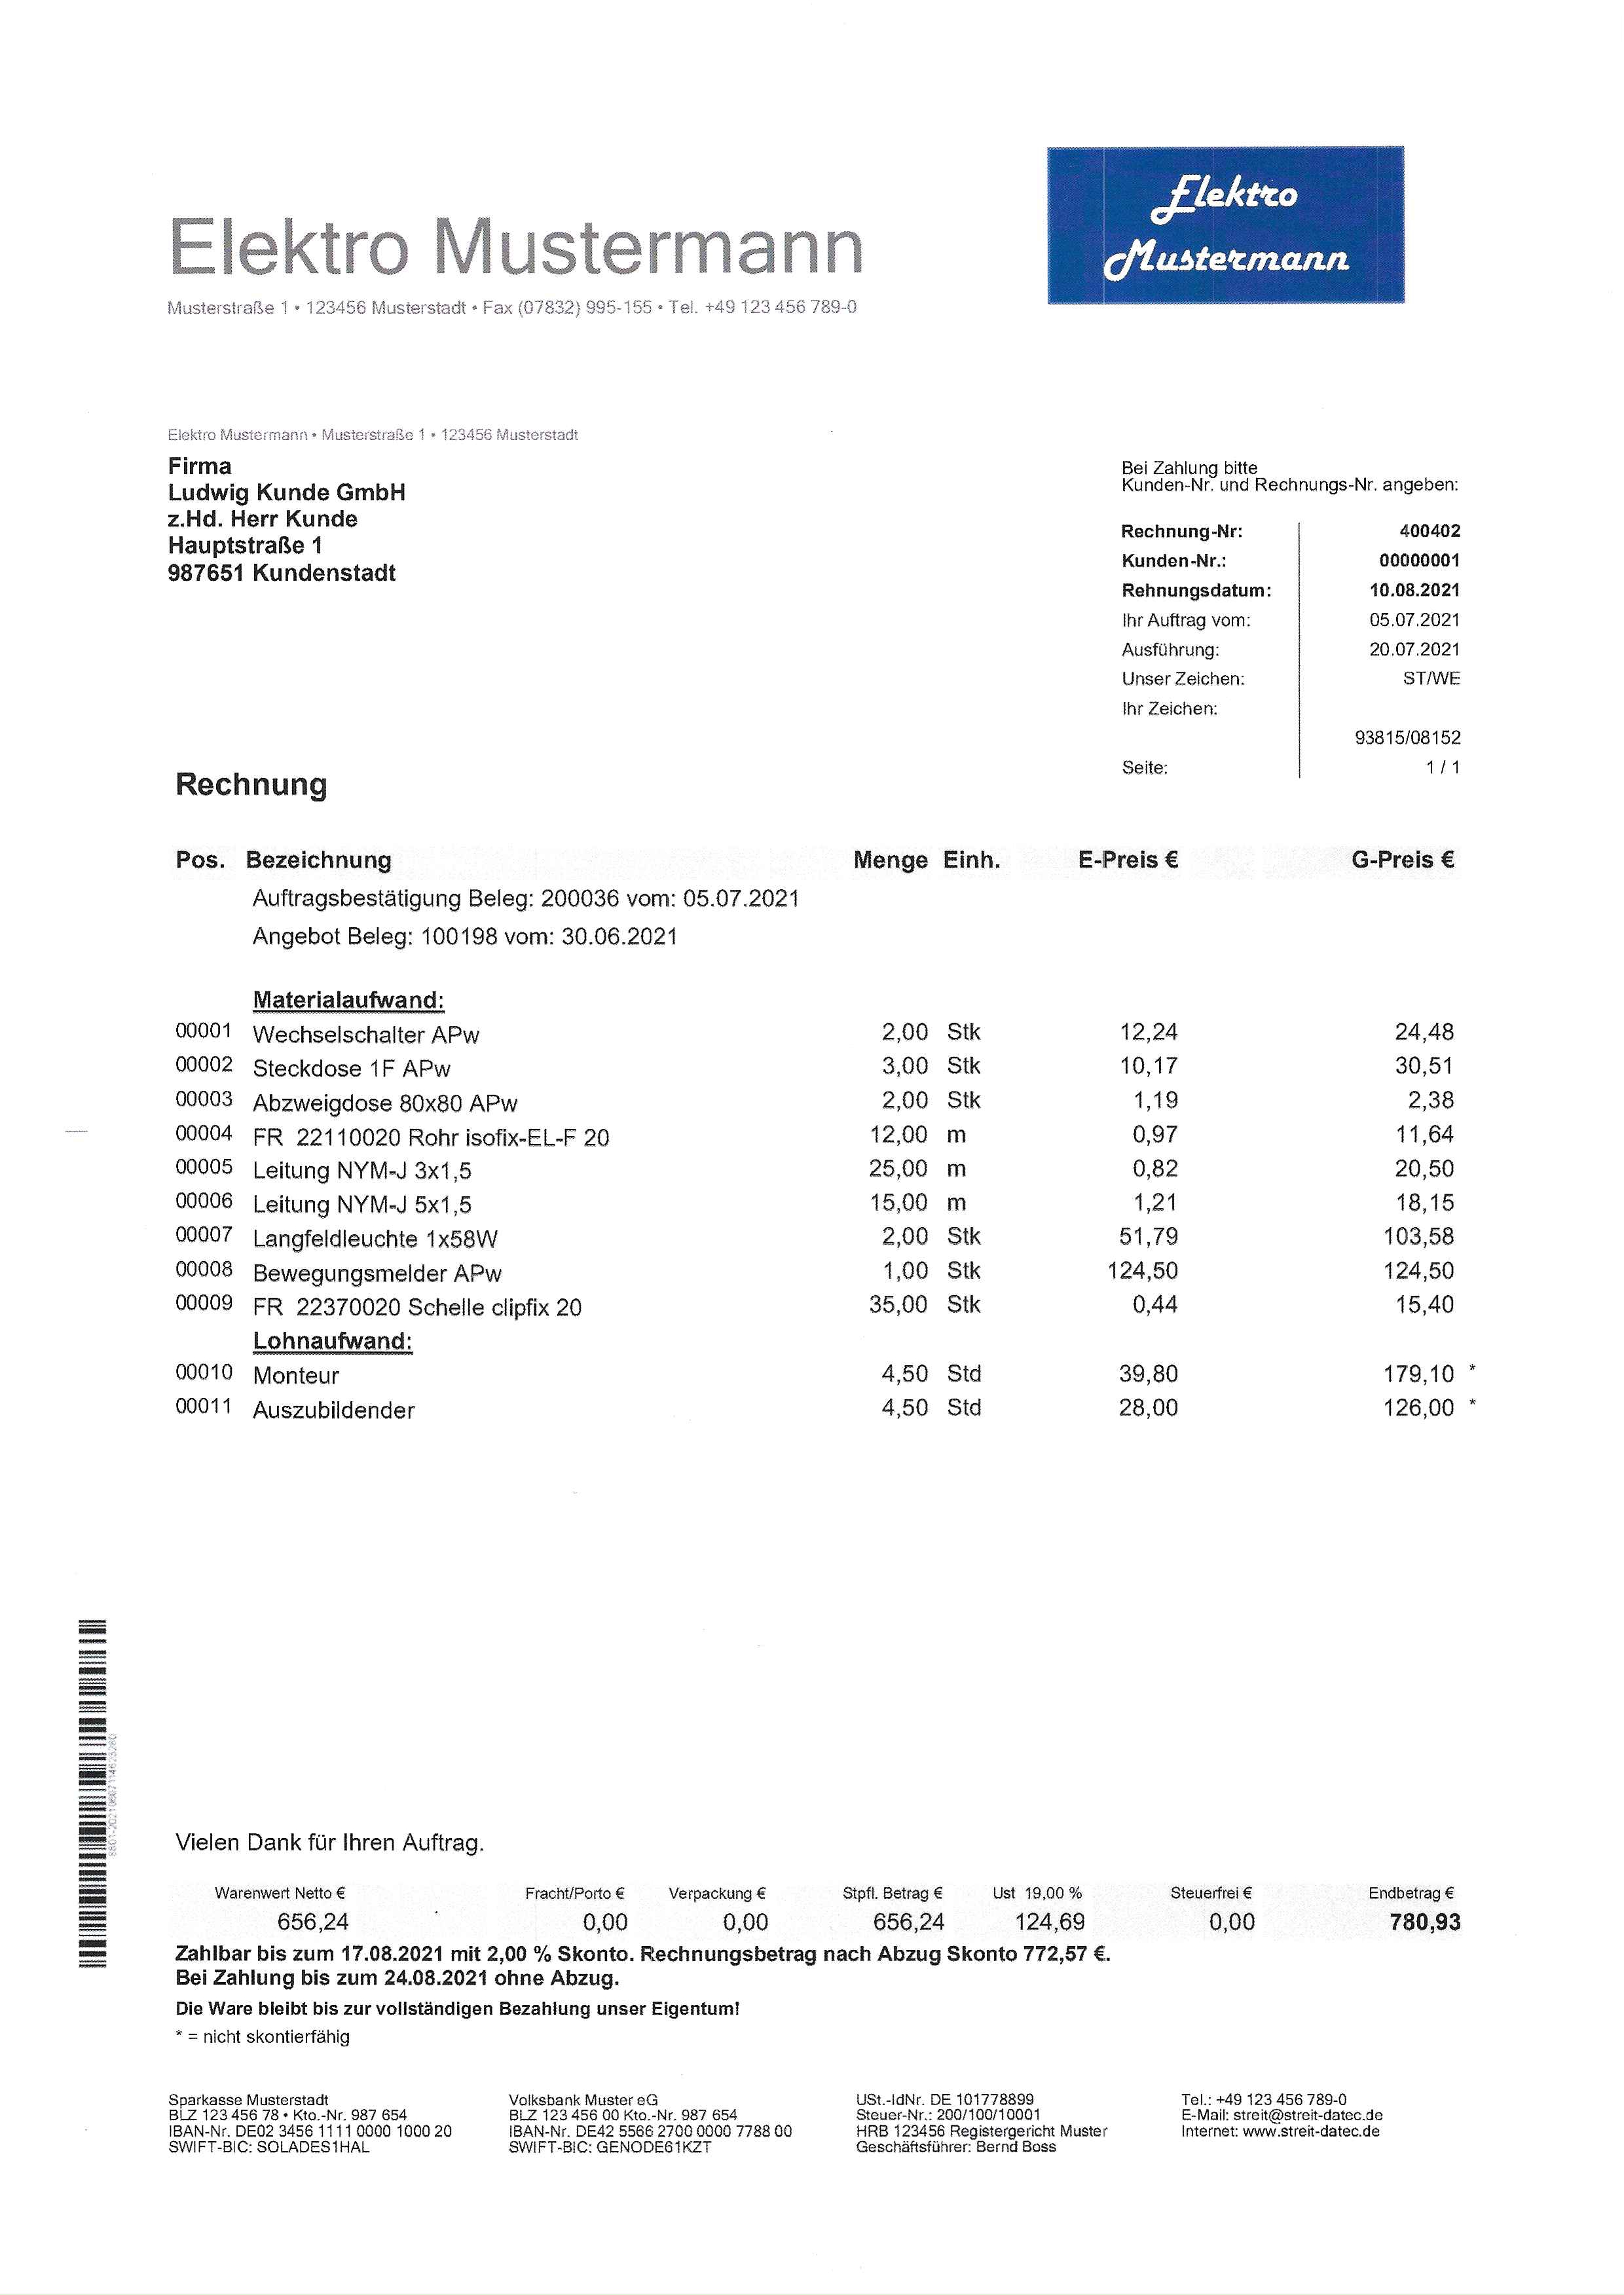 Elektro
Mustermann
Elektro Mustermann
Musterstraße 1 • 123456 Musterstadt • Fax (07832) 995-155 • Tel. +49 123 456 789-0
Elektro Mustermann • Musterstraße 1 • 123456 Musterstadt
Firma
Ludwig Kunde GmbH
z.Hd. Herr Kunde
Hauptstraße 1
987651 Kundenstadt
Bei Zahlung bitte
Kunden-Nr. und Rechnungs-Nr. angeben:
Rechnung-Nr: 400402
Kunden-Nr.: 00000001
Rehnungsdatum: 10.08.2021
Ihr Auftrag vom: 05.07.2021
Ausführung: 20.07.2021
Unser Zeichen: ST/WE
Ihr Zeichen:
93815/08152
Seite: 1 / 1
Rechnung
Pos. Bezeichnung Menge Einh. E-Preis € G-Preis €
Auftragsbestätigung Beleg: 200036 vom: 05.07.2021
Angebot Beleg: 100198 vom: 30.06.2021
Materialaufwand:
00001 Wechselschalter APw 2,00 Stk 12,24 24,48
00002 Steckdose 1F APw 3,00 Stk 10,17 30,51
00003 Abzweigdose 80x80 APw 2,00 Stk 1,19 2,38
00004 FR 22110020 Rohr isofix-EL-F 20 12,00 m 0,97 11,64
00005 Leitung NYM-J 3x1,5 25,00 m 0,82 20,50
00006 Leitung NYM-J 5x1,5 15,00 m 1,21 18,15
00007 Langfeldleuchte 1x58W 2,00 Stk 51,79 103,58
00008 Bewegungsmelder APw 1,00 Stk 124,50 124,50
00009 FR 22370020 Schelle clipfix 20 35,00 Stk 0,44 15,40
Lohnaufwand:
00010 Monteur 4,50 Std 39,80 179,10 *
00011 Auszubildender 4,50 Std 28,00 126,00 *
Vielen Dank für Ihren Auftrag.
Warenwert Netto € Fracht/Porto € Verpackung € Stpfl. Betrag € Ust 19,00 % Steuerfrei € Endbetrag €
656,24 0,00 0,00 656,24 124,69 0,00 780,93
Zahlbar bis zum 17.08.2021 mit 2,00 % Skonto. Rechnungsbetrag nach Abzug Skonto 772,57 €.
Bei Zahlung bis zum 24.08.2021 ohne Abzug.
Die Ware bleibt bis zur vollständigen Bezahlung unser Eigentum!
* = nicht skontierfähig
Sparkasse Musterstadt
BLZ 123 456 78 • Kto.-Nr. 987 654
IBAN-Nr. DE02 3456 1111 0000 1000 20
SWIFT-BIC: SOLADES1HAL
Volksbank Muster eG
BLZ 123 456 00 Kto.-Nr. 987 654
IBAN-Nr. DE42 5566 2700 0000 7788 00
SWIFT-BIC: GENODE61KZT
USt.-IdNr. DE 101778899
Steuer-Nr.: 200/100/10001
HRB 123456 Registergericht Muster
Geschäftsführer: Bernd Boss
Tel.: +49 123 456 789-0
E-Mail: streit@streit-datec.de
Internet: www.streit-datec.de